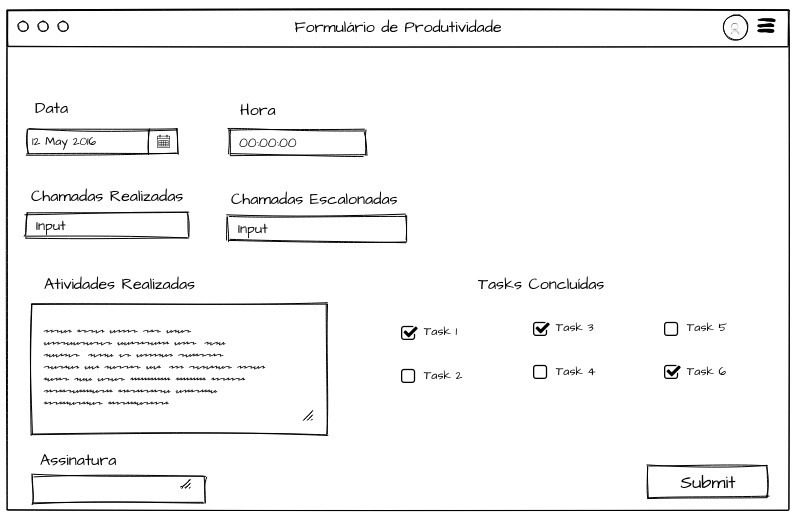 Formulário de Produtividade
Data
Hora
12 May 2016
00:00:00
Chamadas Realizadas
Chamadas Escalonadas
Input
Input
Atividades Realizadas
Tasks Concluídas
Task 1
Task 3
Task 5
Task 2
Task 4
Task 6
Assinatura
Submit